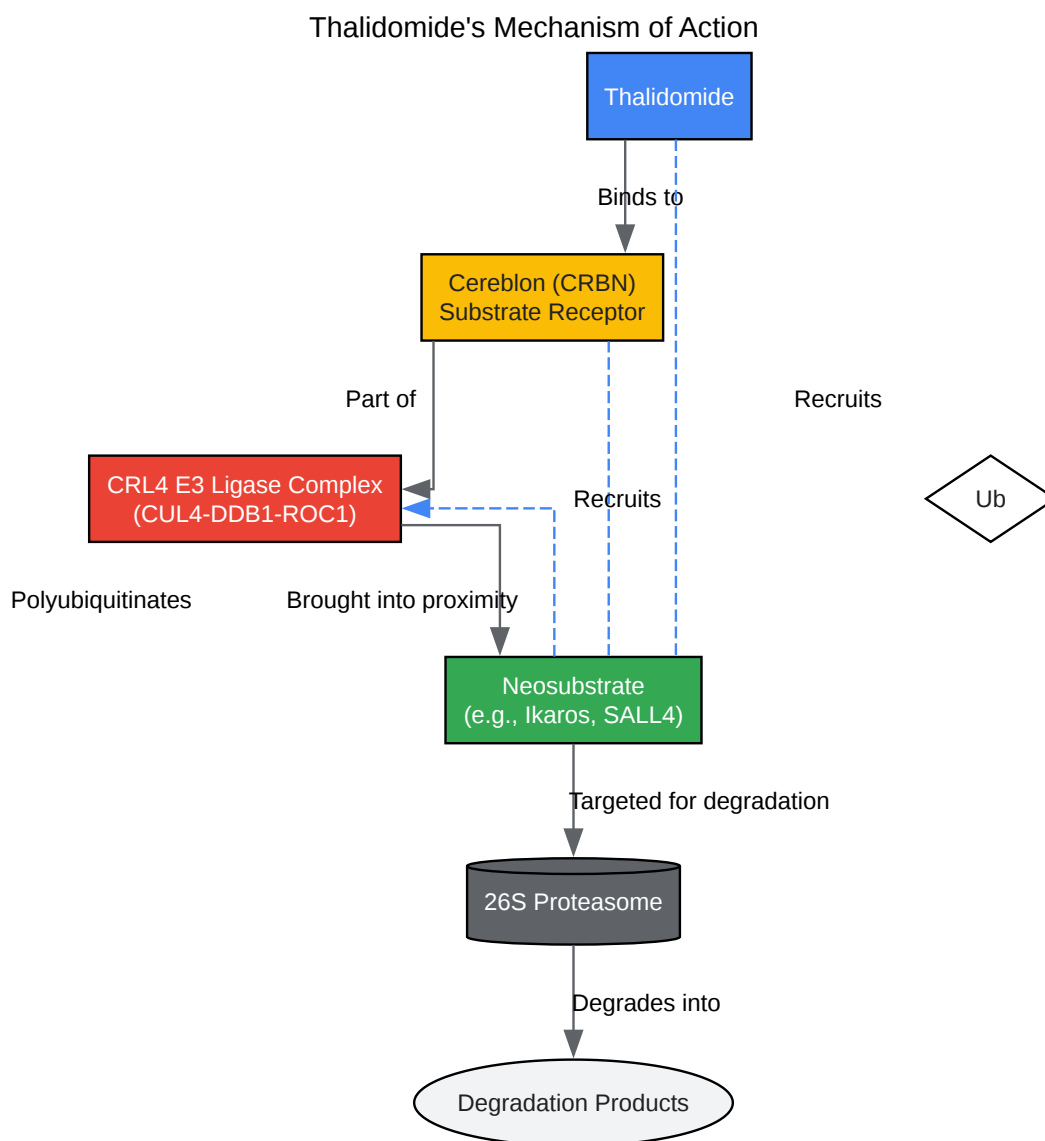 Thalidomide's Mechanism of Action
Thalidomide
Binds to
Cereblon (CRBN)
Substrate Receptor
Part of
Recruits
CRL4 E3 Ligase Complex
(CUL4-DDB1-ROC1)
Recruits
Ub
Polyubiquitinates
Brought into proximity
Neosubstrate
(e.g., Ikaros, SALL4)
Targeted for degradation
26S Proteasome
Degrades into
Degradation Products